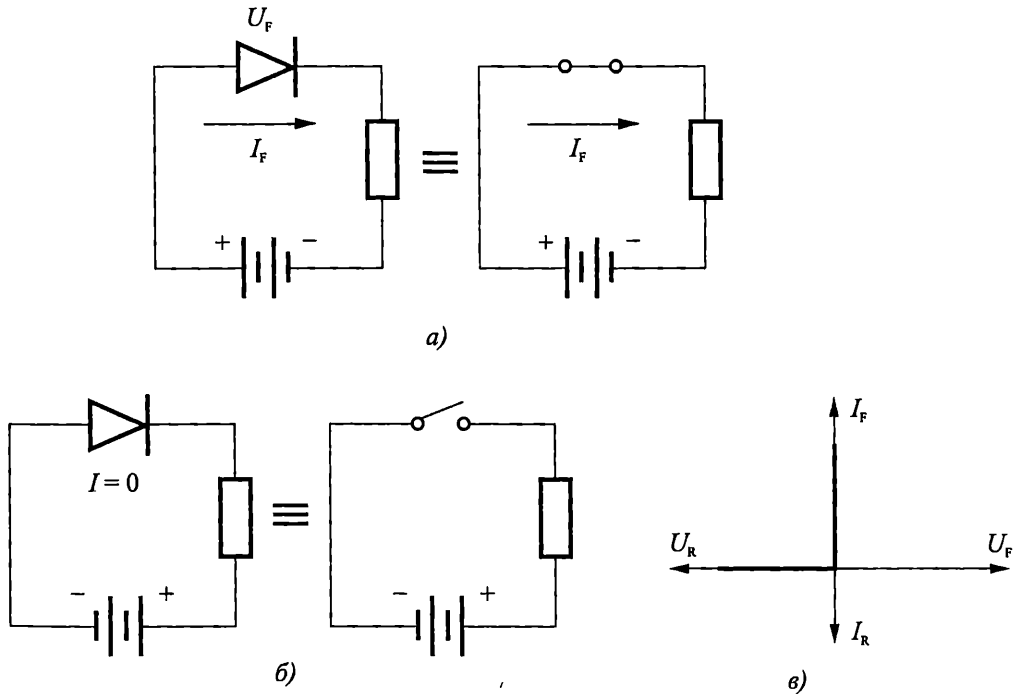 U_F
I_F
I_F
+ −
+ −
а)
I = 0
− +
− +
б)
I_F
U_R
U_F
I_R
в)